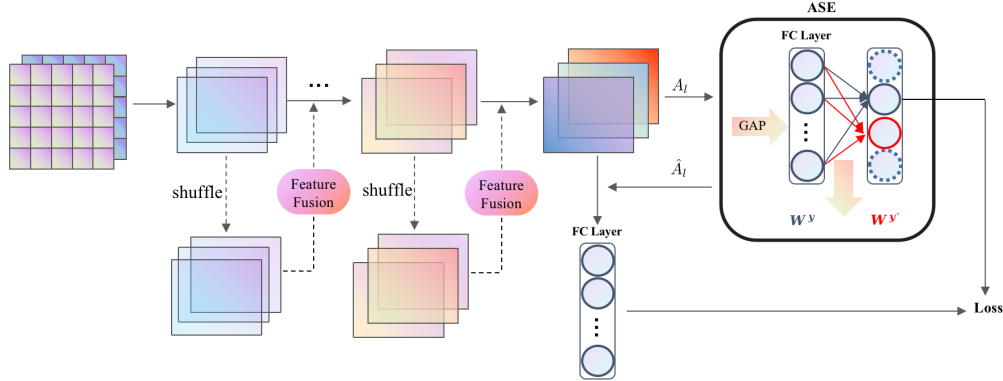 ASE
FC Layer
...
A_l
GAP
shuffle
Feature
Fusion
shuffle
Feature
Fusion
Â_l
W^y
W^y'
FC Layer
Loss